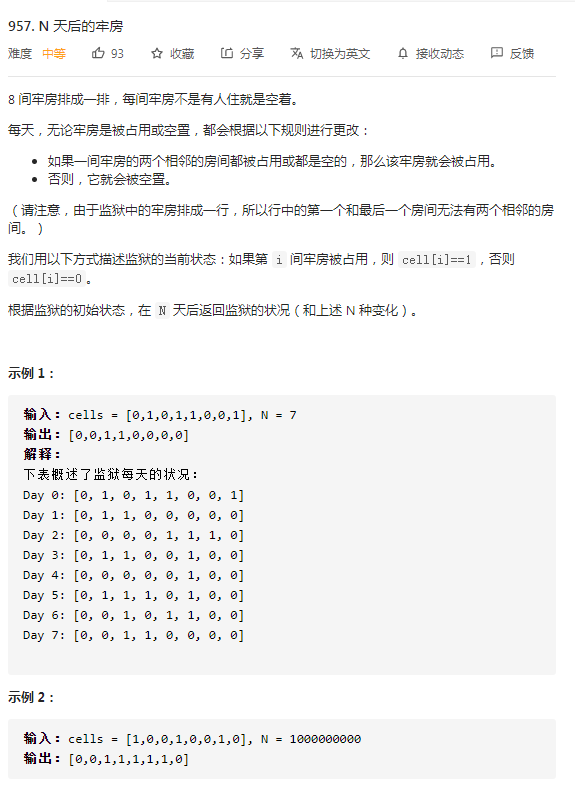 957. N 天后的牢房
难度 中等 93 收藏 分享 切换为英文 接收动态 反馈
8 间牢房排成一排，每间牢房不是有人住就是空着。
每天，无论牢房是被占用或空置，都会根据以下规则进行更改：
如果一间牢房的两个相邻的房间都被占用或都是空的，那么该牢房就会被占用。
否则，它就会被空置。
（请注意，由于监狱中的牢房排成一行，所以行中的第一个和最后一个房间无法有两个相邻的房
间。）
我们用以下方式描述监狱的当前状态：如果第 i 间牢房被占用，则 cell[i]==1，否则
cell[i]==0。
根据监狱的初始状态，在 N 天后返回监狱的状况（和上述 N 种变化）。
示例 1：
输入：cells = [0,1,0,1,1,0,0,1], N = 7
输出：[0,0,1,1,0,0,0,0]
解释：
下表概述了监狱每天的状况：
Day 0: [0, 1, 0, 1, 1, 0, 0, 1]
Day 1: [0, 1, 1, 0, 0, 0, 0, 0]
Day 2: [0, 0, 0, 0, 1, 1, 1, 0]
Day 3: [0, 1, 1, 0, 0, 1, 0, 0]
Day 4: [0, 0, 0, 0, 0, 1, 0, 0]
Day 5: [0, 1, 1, 1, 0, 1, 0, 0]
Day 6: [0, 0, 1, 0, 1, 1, 0, 0]
Day 7: [0, 0, 1, 1, 0, 0, 0, 0]
示例 2：
输入：cells = [1,0,0,1,0,0,1,0], N = 1000000000
输出：[0,0,1,1,1,1,1,0]